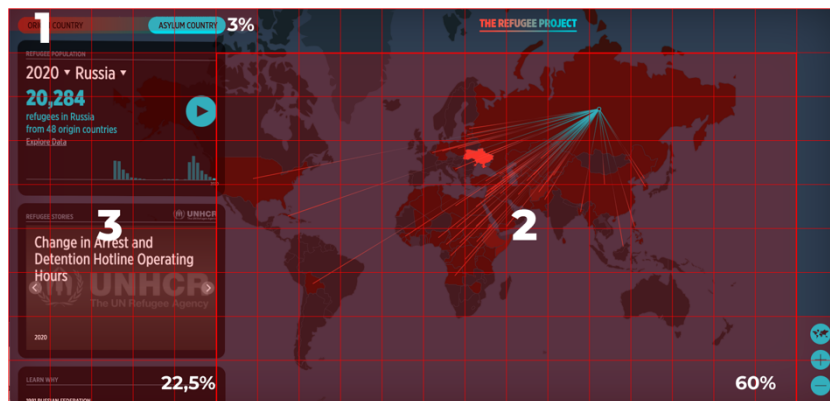 1
ORIGIN COUNTRY
ASYLUM COUNTRY
3%
THE REFUGEE PROJECT
REFUGEE POPULATION
2020 Russia
20,284
refugees in Russia
from 48 origin countries
Explore Data
REFUGEE STORIES
UNHCR
3
2
Change in Arrest and
Detention Hotline Operating
Hours
UNHCR
The UN Refugee Agency
2020
LEARN WHY
22,5%
60%